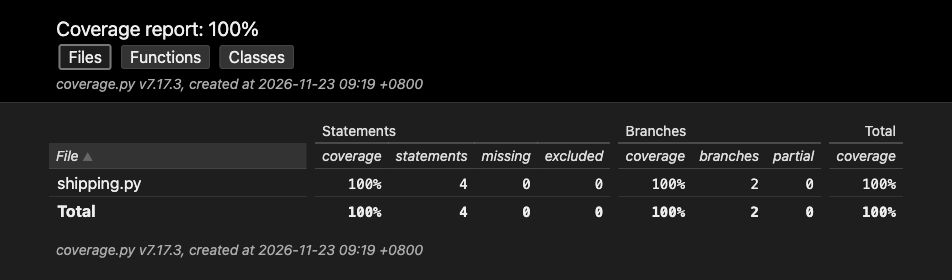 Coverage report: 100%
Files Functions Classes
coverage.py v7.17.3, created at 2026-11-23 09:19 +0800
Statements Branches Total
File ▲ coverage statements missing excluded coverage branches partial coverage
shipping.py 100% 4 0 0 100% 2 0 100%
Total 100% 4 0 0 100% 2 0 100%
coverage.py v7.17.3, created at 2026-11-23 09:19 +0800